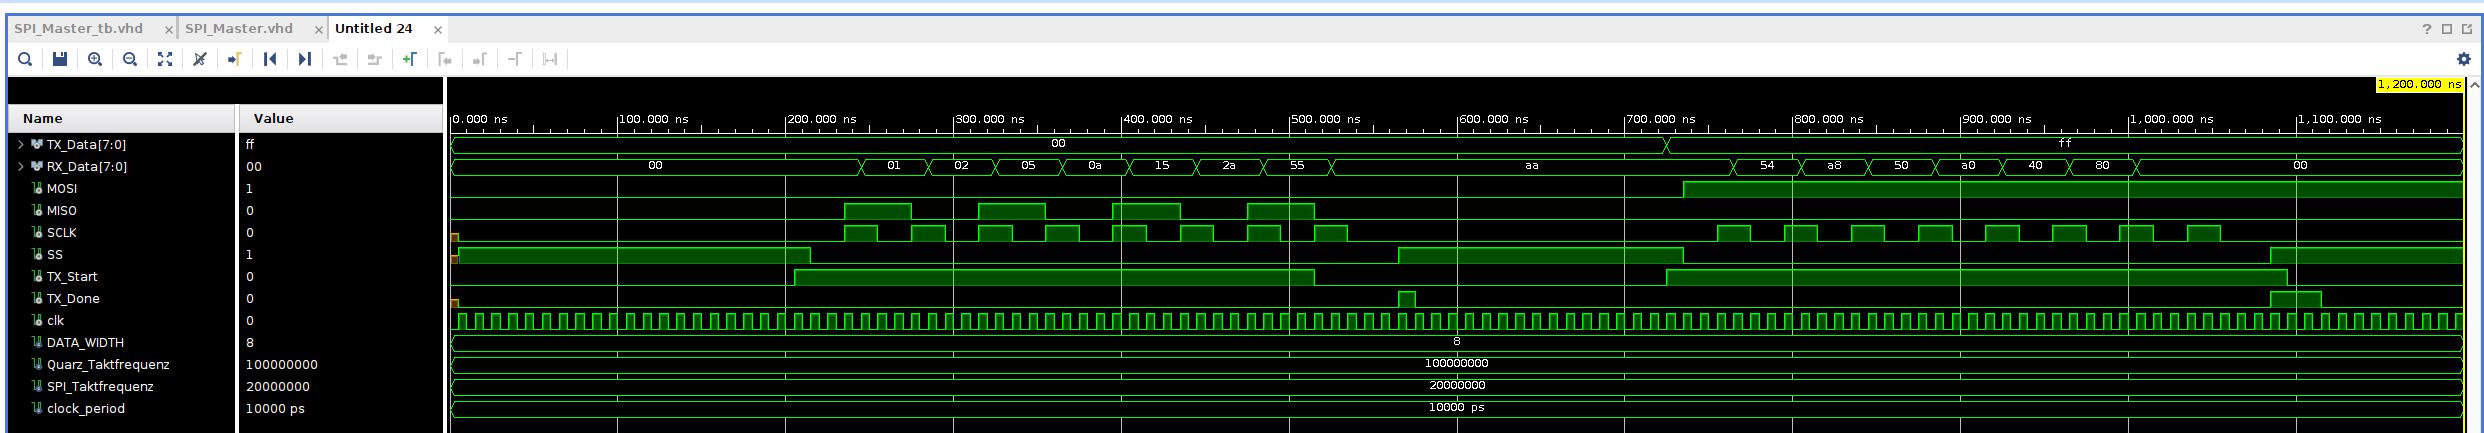 SPI_Master_tb.vhd × SPI_Master.vhd × Untitled 24 ×
?
1,200.000 ns
Name Value
0.000 ns 100.000 ns 200.000 ns 300.000 ns 400.000 ns 500.000 ns 600.000 ns 700.000 ns 800.000 ns 900.000 ns 1,000.000 ns 1,100.000 ns
TX_Data[7:0] ff 00 ff
RX_Data[7:0] 00 00 01 02 05 0a 15 2a 55 aa 54 a8 50 a0 40 80 00
MOSI 1
MISO 0
SCLK 0
SS 1
TX_Start 0
TX_Done 0
clk 0
DATA_WIDTH 8 8
Quarz_Taktfrequenz 100000000 100000000
SPI_Taktfrequenz 20000000 20000000
clock_period 10000 ps 10000 ps